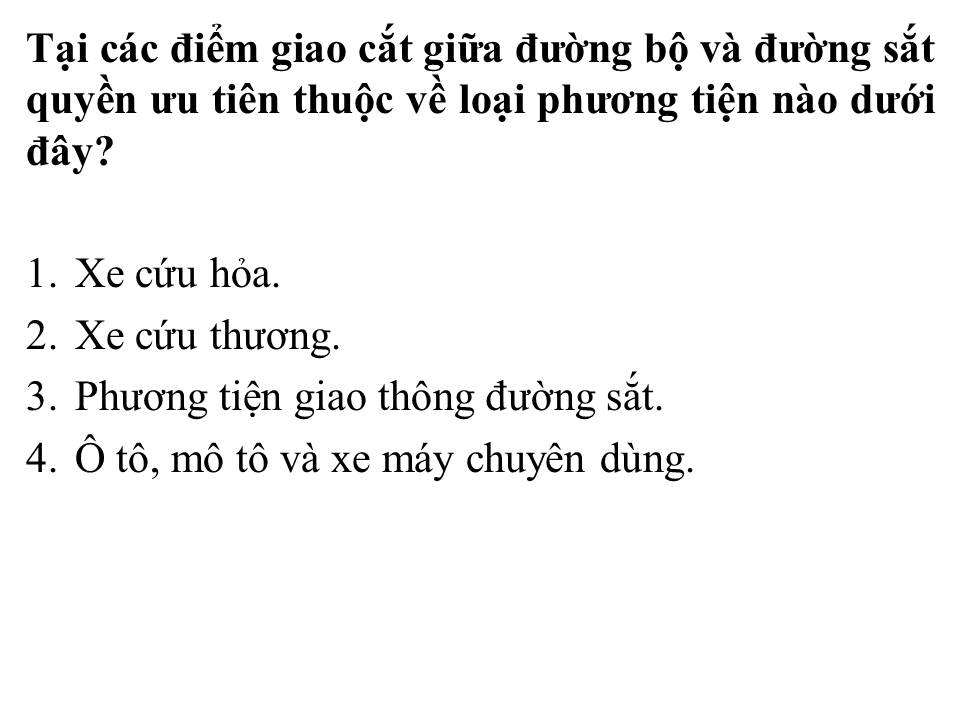 Tại các điểm giao cắt giữa đường bộ và đường sắt
quyền ưu tiên thuộc về loại phương tiện nào dưới
đây?
1. Xe cứu hỏa.
2. Xe cứu thương.
3. Phương tiện giao thông đường sắt.
4. Ô tô, mô tô và xe máy chuyên dùng.